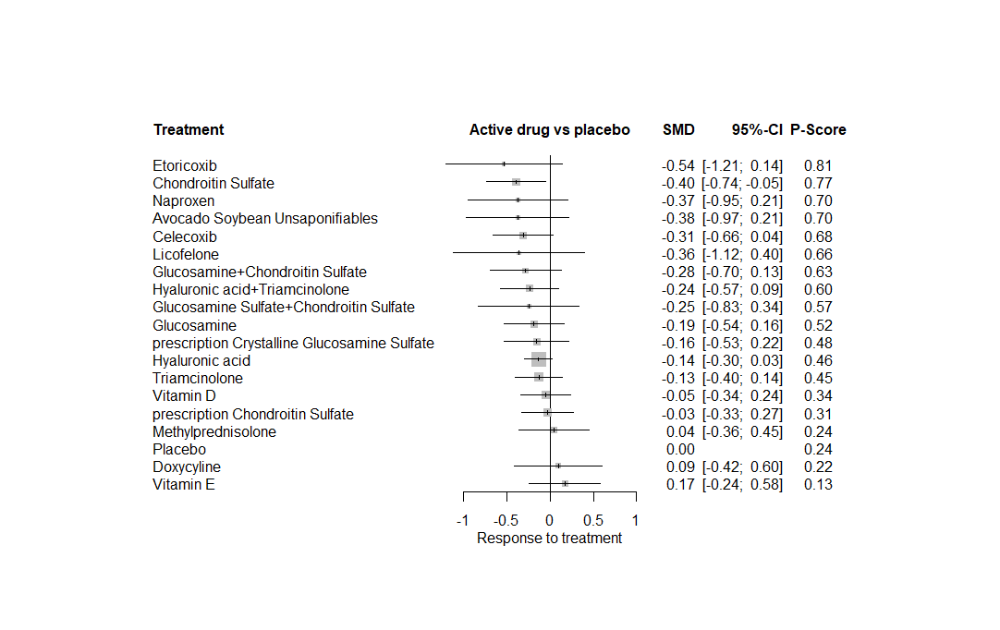 Treatment Active drug vs placebo SMD 95%-CI P-Score
Etoricoxib -0.54 [-1.21; 0.14] 0.81
Chondroitin Sulfate -0.40 [-0.74; -0.05] 0.77
Naproxen -0.37 [-0.95; 0.21] 0.70
Avocado Soybean Unsaponifiables -0.38 [-0.97; 0.21] 0.70
Celecoxib -0.31 [-0.66; 0.04] 0.68
Licofelone -0.36 [-1.12; 0.40] 0.66
Glucosamine+Chondroitin Sulfate -0.28 [-0.70; 0.13] 0.63
Hyaluronic acid+Triamcinolone -0.24 [-0.57; 0.09] 0.60
Glucosamine Sulfate+Chondroitin Sulfate -0.25 [-0.83; 0.34] 0.57
Glucosamine -0.19 [-0.54; 0.16] 0.52
prescription Crystalline Glucosamine Sulfate -0.16 [-0.53; 0.22] 0.48
Hyaluronic acid -0.14 [-0.30; 0.03] 0.46
Triamcinolone -0.13 [-0.40; 0.14] 0.45
Vitamin D -0.05 [-0.34; 0.24] 0.34
prescription Chondroitin Sulfate -0.03 [-0.33; 0.27] 0.31
Methylprednisolone 0.04 [-0.36; 0.45] 0.24
Placebo 0.00 0.24
Doxycyline 0.09 [-0.42; 0.60] 0.22
Vitamin E 0.17 [-0.24; 0.58] 0.13
-1 -0.5 0 0.5 1
Response to treatment